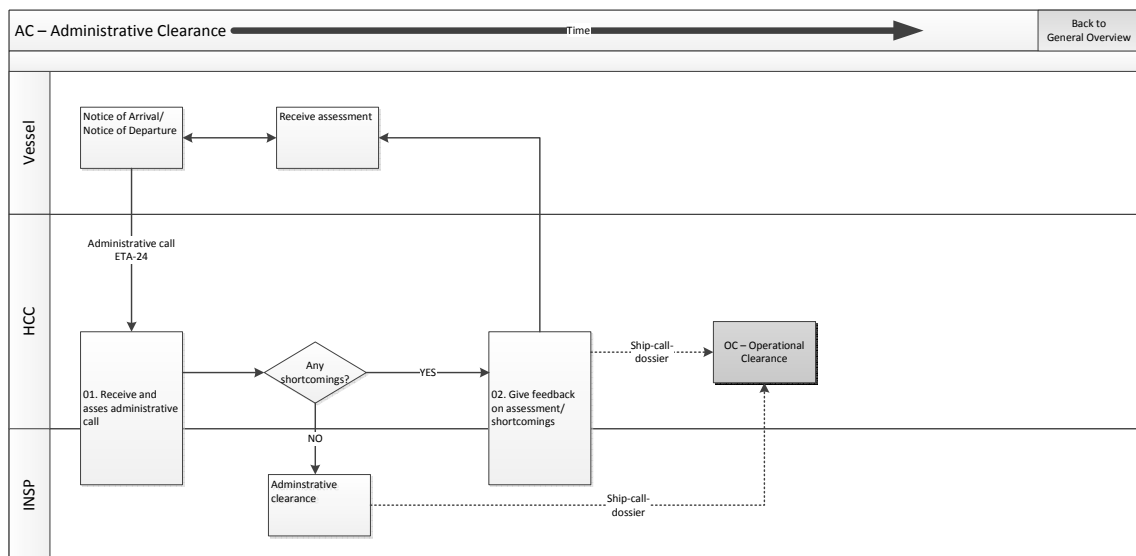 AC – Administrative Clearance
Time
Back to
General Overview
Vessel
Notice of Arrival/
Notice of Departure
Receive assessment
HCC
Administrative call
ETA-24
01. Receive and
asses administrative
call
Any
shortcomings?
YES
02. Give feedback
on assessment/
shortcomings
Ship-call-
dossier
OC – Operational
Clearance
INSP
NO
Adminstrative
clearance
Ship-call-
dossier